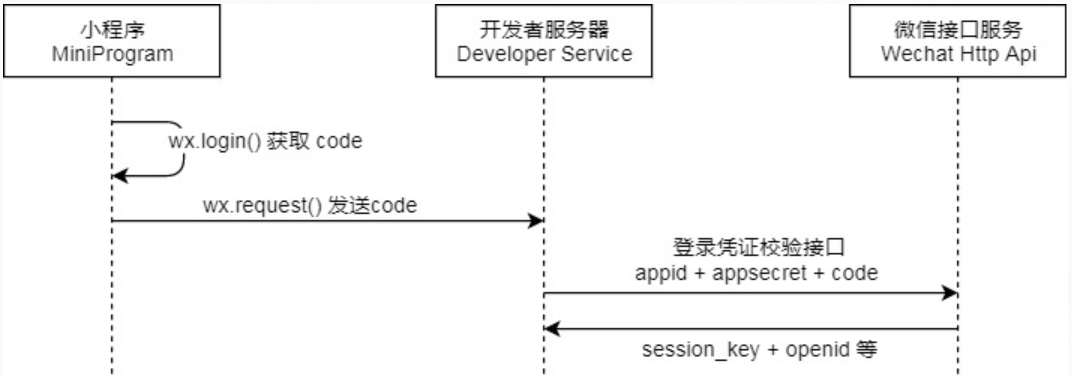 小程序
MiniProgram
开发者服务器
Developer Service
微信接口服务
Wechat Http Api
wx.login() 获取 code
wx.request() 发送code
登录凭证校验接口
appid + appsecret + code
session_key + openid 等